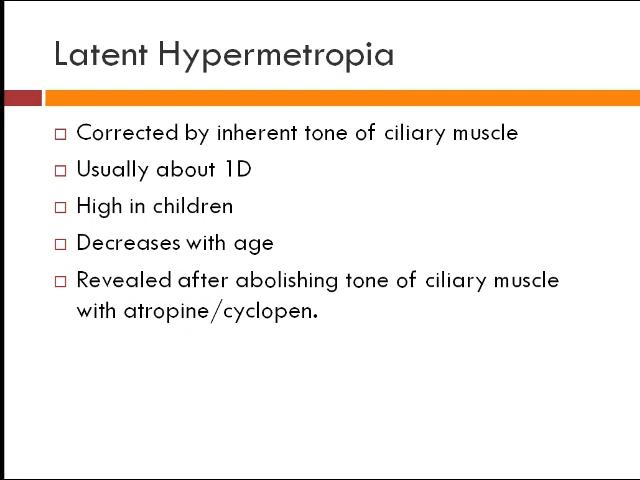 Latent Hypermetropia
Corrected by inherent tone of ciliary muscle
Usually about 1D
High in children
Decreases with age
Revealed after abolishing tone of ciliary muscle
with atropine/cyclopen.